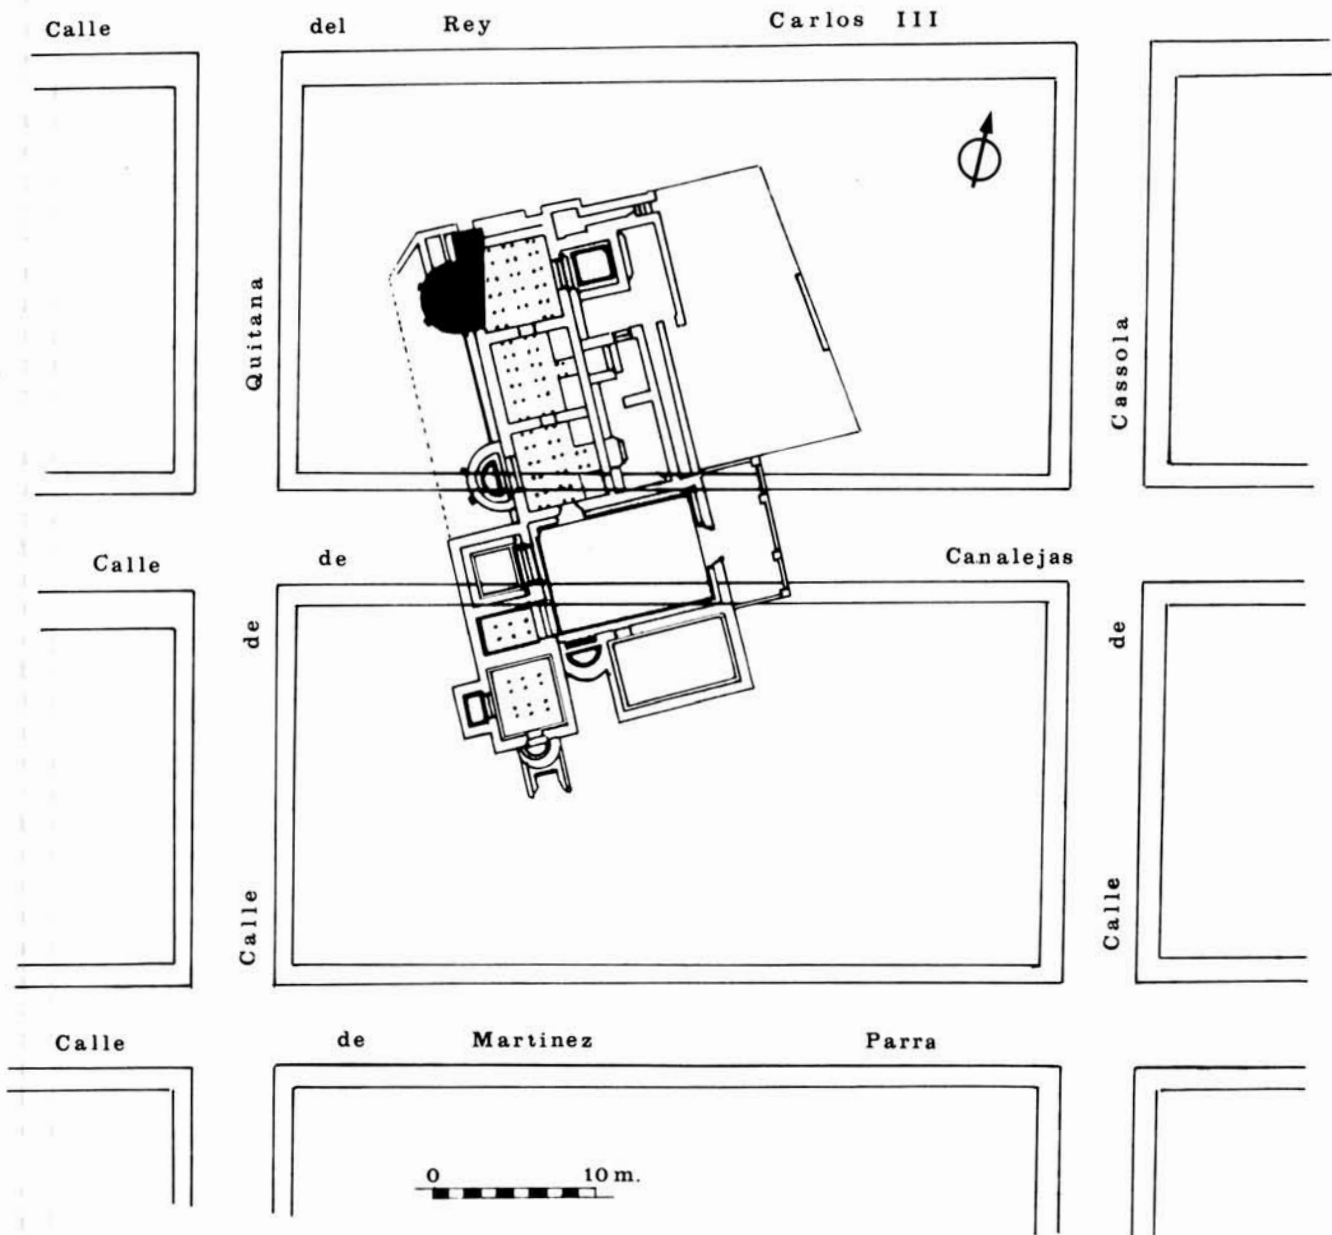 Calle del Rey Carlos III
Calle de Quitana
Calle de Cassola
Calle de Canalejas
Calle de Martinez Parra
0 10 m.